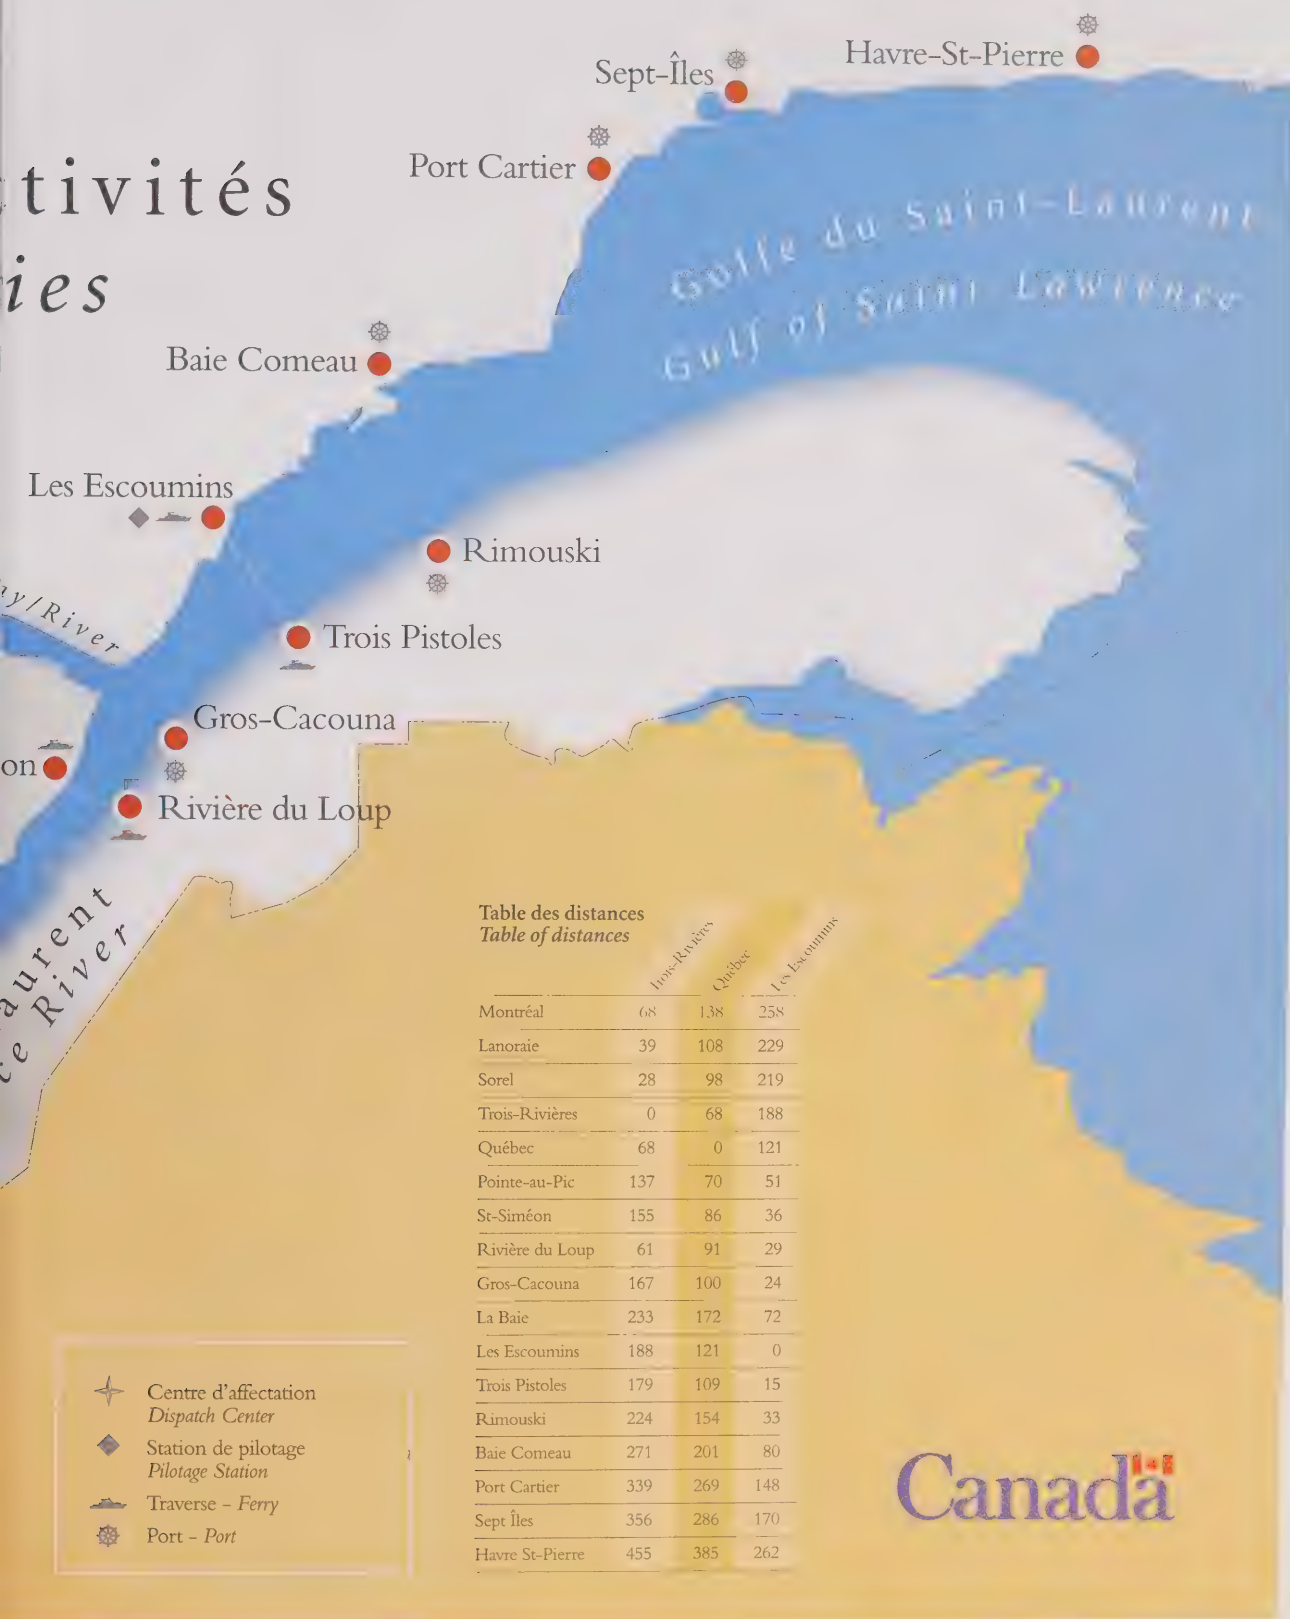 Havre-St-Pierre
Sept-Îles
Port Cartier
tivités
ies
Golfe du Saint-Laurent
Gulf of Saint Lawrence
Baie Comeau
Les Escoumins
Rimouski
ay/River
Trois Pistoles
Gros-Cacouna
on
Rivière du Loup
aurent
ce River
Table des distances
Table of distances
Trois-Rivières Québec Les Escoumins
Montréal 68 138 258
Lanoraie 39 108 229
Sorel 28 98 219
Trois-Rivières 0 68 188
Québec 68 0 121
Pointe-au-Pic 137 70 51
St-Siméon 155 86 36
Rivière du Loup 61 91 29
Gros-Cacouna 167 100 24
La Baie 233 172 72
Les Escoumins 188 121 0
Trois Pistoles 179 109 15
Rimouski 224 154 33
Baie Comeau 271 201 80
Port Cartier 339 269 148
Sept Îles 356 286 170
Havre St-Pierre 455 385 262
Centre d'affectation
Dispatch Center
Station de pilotage
Pilotage Station
Traverse - Ferry
Port - Port
Canada